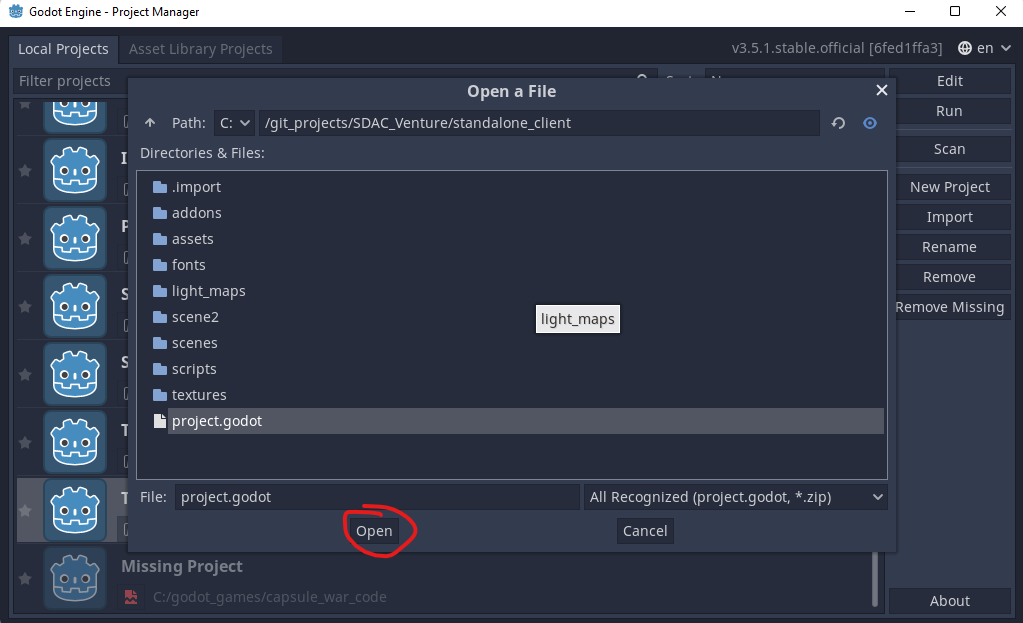 Godot Engine - Project Manager
Local Projects Asset Library Projects v3.5.1.stable.official [6fed1ffa3] en
Filter projects
Edit
Run
Scan
New Project
Import
Rename
Remove
Remove Missing
About
Open a File
Path: C: /git_projects/SDAC_Venture/standalone_client
Directories & Files:
.import
addons
assets
fonts
light_maps
scene2
light_maps
scenes
scripts
textures
project.godot
File: project.godot All Recognized (project.godot, *.zip)
Open Cancel
Missing Project
C:/godot_games/capsule_war_code